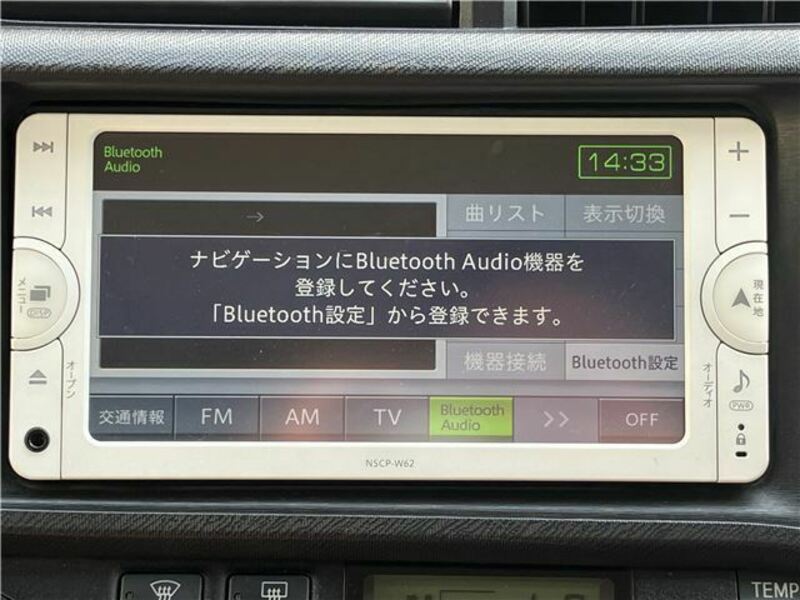 Bluetooth
Audio
14:33
曲リスト
表示切換
ナビゲーションにBluetooth Audio機器を
登録してください。
「Bluetooth設定」から登録できます。
機器接続
Bluetooth設定
交通情報
FM
AM
TV
Bluetooth
Audio
OFF
メニュー
DISP
オープン
現在地
オーディオ
PWR
NSCP-W62
TEMP